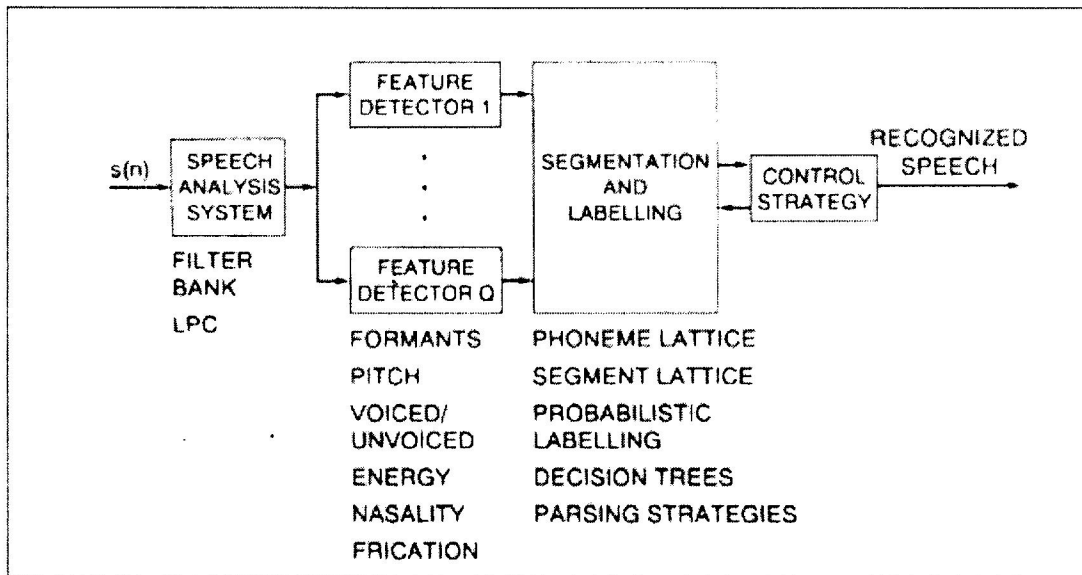 s(n)
SPEECH
ANALYSIS
SYSTEM
FILTER
BANK
LPC
FEATURE
DETECTOR 1
FEATURE
DETECTOR Q
FORMANTS
PITCH
VOICED/
UNVOICED
ENERGY
NASALITY
FRICATION
SEGMENTATION
AND
LABELLING
PHONEME LATTICE
SEGMENT LATTICE
PROBABILISTIC
LABELLING
DECISION TREES
PARSING STRATEGIES
CONTROL
STRATEGY
RECOGNIZED
SPEECH